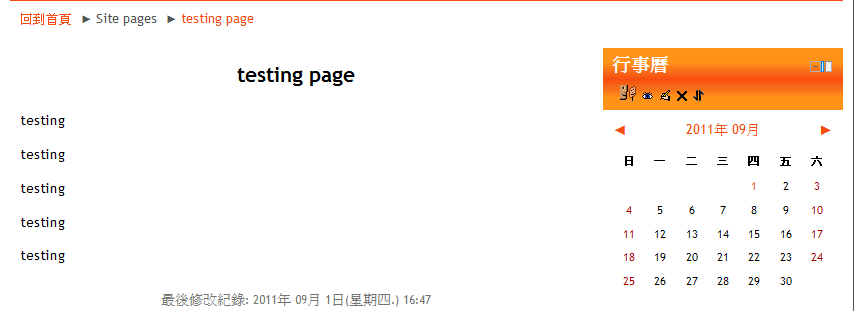 回到首頁 ► Site pages ► testing page
testing page
testing
testing
testing
testing
testing
最後修改紀錄: 2011年 09月 1日(星期四.) 16:47
行事曆
◄ 2011年 09月 ►
日 一 二 三 四 五 六
1 2 3
4 5 6 7 8 9 10
11 12 13 14 15 16 17
18 19 20 21 22 23 24
25 26 27 28 29 30